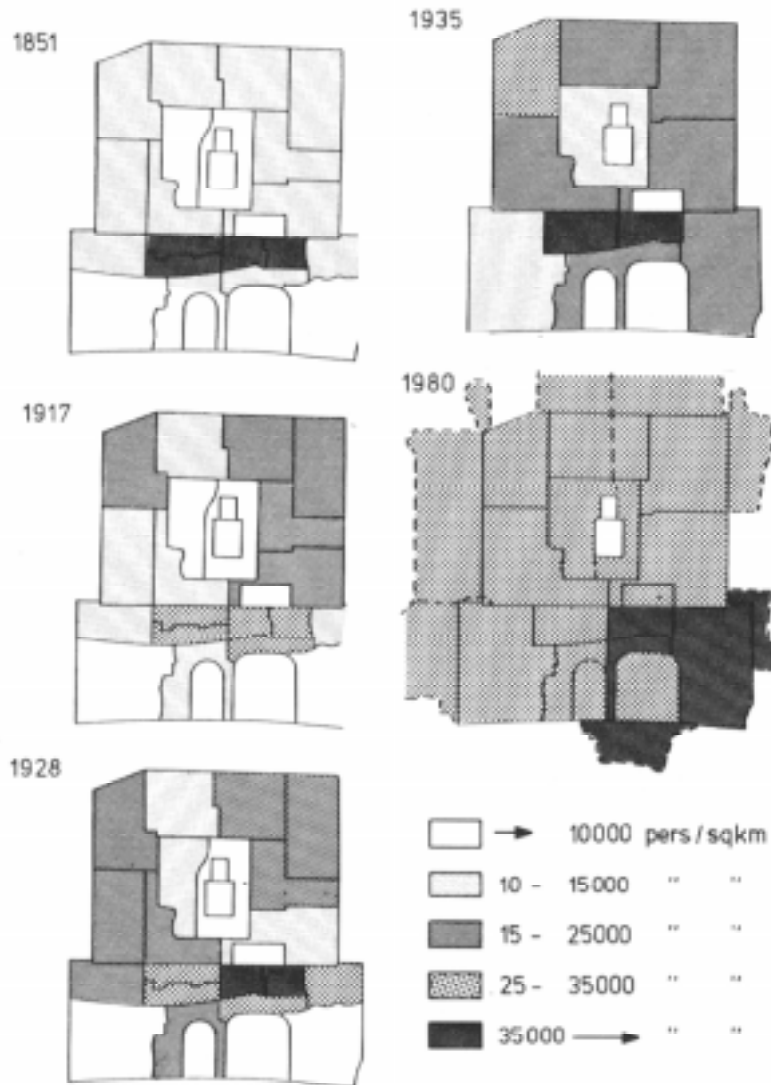 1851
1935
1917
1980
1928
→ 10000 pers / sqkm
10 - 15000 " "
15 - 25000 " "
25 - 35000 " "
35000 → " "